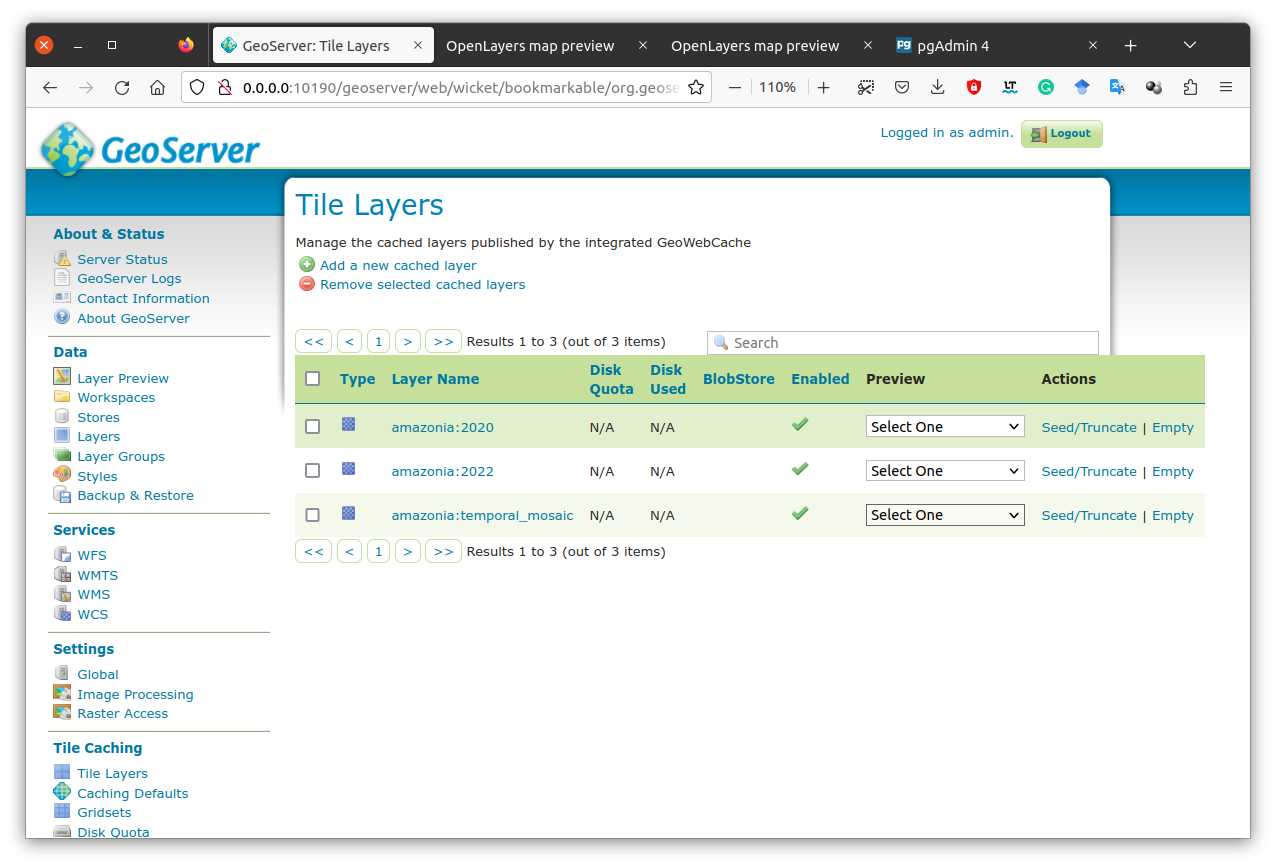 GeoServer: Tile Layers
OpenLayers map preview
OpenLayers map preview
pgAdmin 4
0.0.0.0:10190/geoserver/web/wicket/bookmarkable/org.geose
110%
GeoServer
Logged in as admin.
Logout
About & Status
Server Status
GeoServer Logs
Contact Information
About GeoServer
Data
Layer Preview
Workspaces
Stores
Layers
Layer Groups
Styles
Backup & Restore
Services
WFS
WMTS
WMS
WCS
Settings
Global
Image Processing
Raster Access
Tile Caching
Tile Layers
Caching Defaults
Gridsets
Disk Quota
Tile Layers
Manage the cached layers published by the integrated GeoWebCache
Add a new cached layer
Remove selected cached layers
<< < 1 > >> Results 1 to 3 (out of 3 items) Search
Type Layer Name Disk Quota Disk Used BlobStore Enabled Preview Actions
amazonia:2020 N/A N/A Select One Seed/Truncate | Empty
amazonia:2022 N/A N/A Select One Seed/Truncate | Empty
amazonia:temporal_mosaic N/A N/A Select One Seed/Truncate | Empty
<< < 1 > >> Results 1 to 3 (out of 3 items)